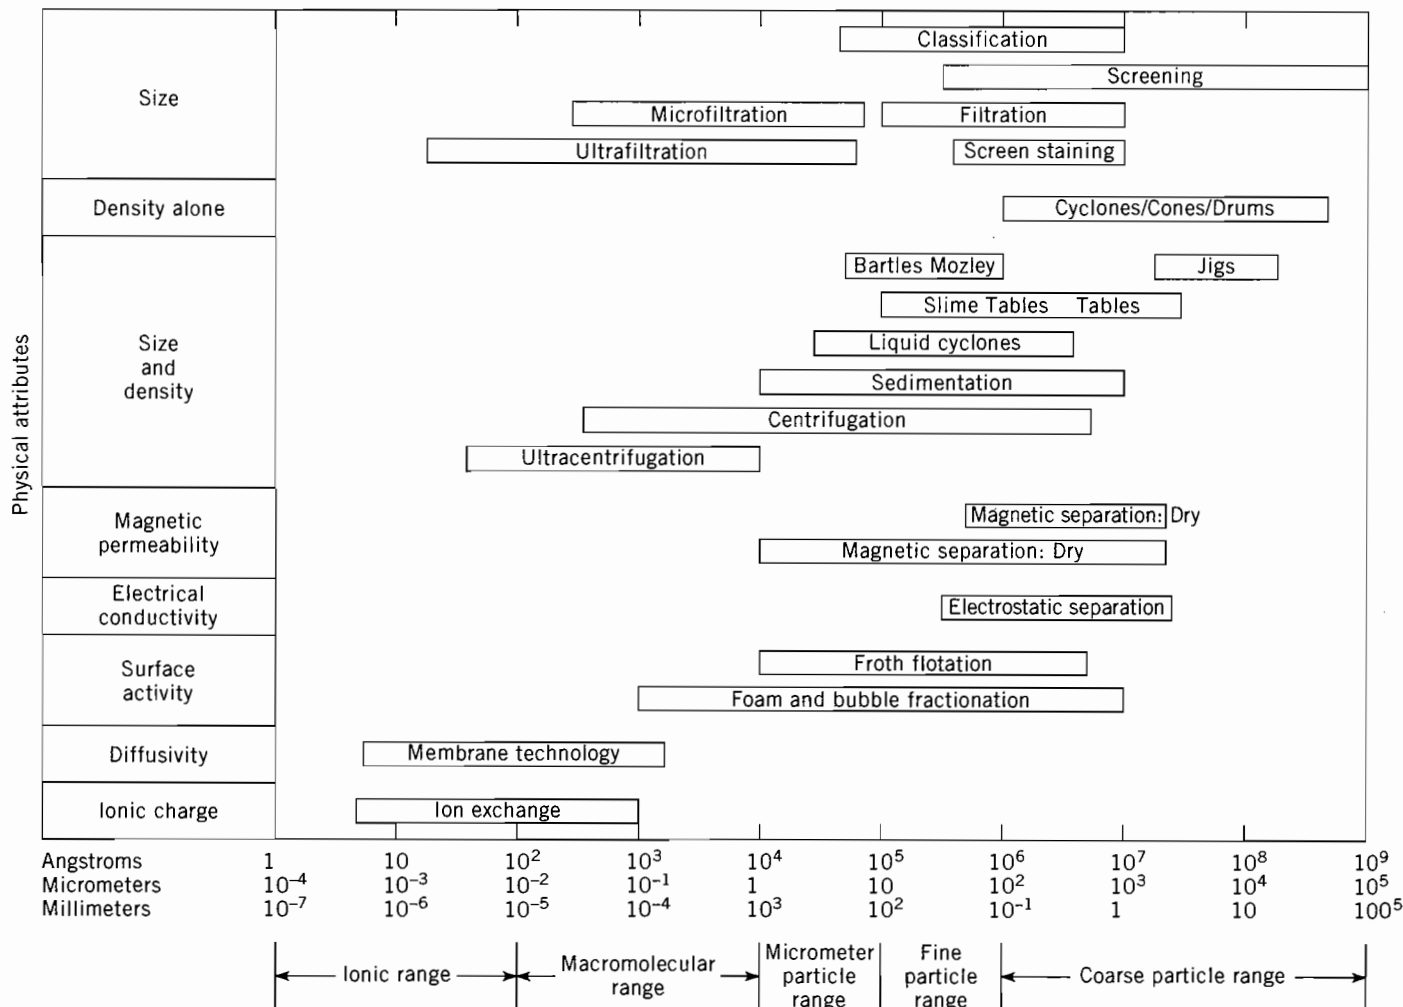 Physical attributes
Size
Classification
Screening
Microfiltration
Filtration
Ultrafiltration
Screen staining
Density alone
Cyclones/Cones/Drums
Size
and
density
Bartles Mozley
Jigs
Slime Tables Tables
Liquid cyclones
Sedimentation
Centrifugation
Ultracentrifugation
Magnetic
permeability
Magnetic separation: Dry
Magnetic separation: Dry
Electrical
conductivity
Electrostatic separation
Surface
activity
Froth flotation
Foam and bubble fractionation
Diffusivity
Membrane technology
Ionic charge
Ion exchange
Angstroms 1 10 10² 10³ 10⁴ 10⁵ 10⁶ 10⁷ 10⁸ 10⁹
Micrometers 10⁻⁴ 10⁻³ 10⁻² 10⁻¹ 1 10 10² 10³ 10⁴ 10⁵
Millimeters 10⁻⁷ 10⁻⁶ 10⁻⁵ 10⁻⁴ 10³ 10² 10⁻¹ 1 10 100⁵
Ionic range
Macromolecular
range
Micrometer
particle
range
Fine
particle
range
Coarse particle range